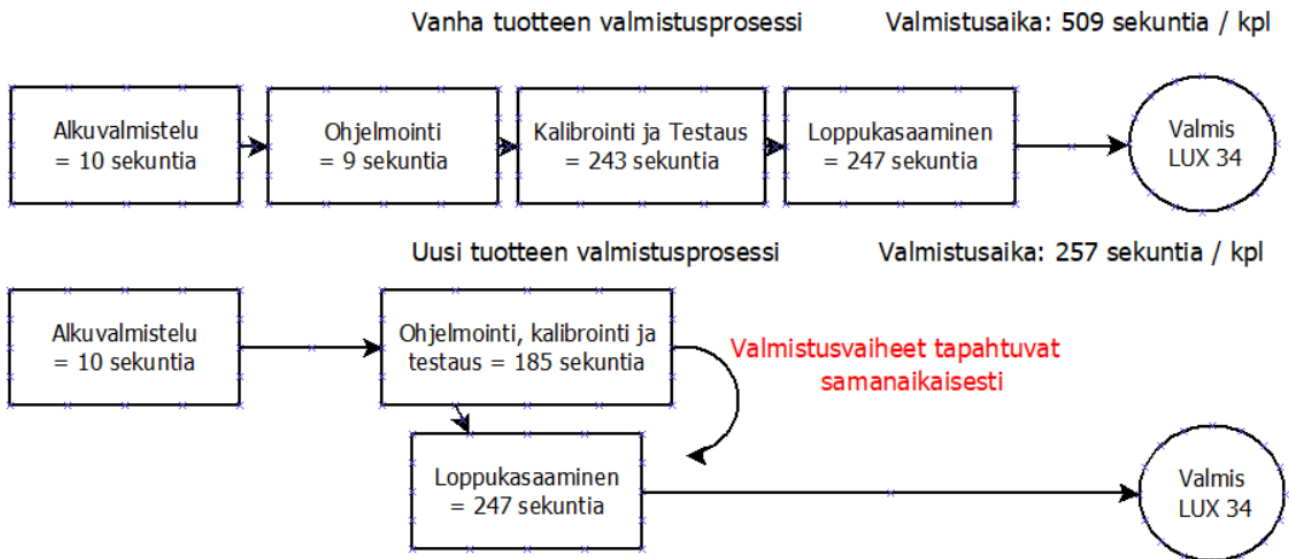 Vanha tuotteen valmistusprosessi
Valmistusaika: 509 sekuntia / kpl
Alkuvalmistelu
= 10 sekuntia
Ohjelmointi
= 9 sekuntia
Kalibrointi ja Testaus
= 243 sekuntia
Loppukasaaminen
= 247 sekuntia
Valmis
LUX 34
Uusi tuotteen valmistusprosessi
Valmistusaika: 257 sekuntia / kpl
Alkuvalmistelu
= 10 sekuntia
Ohjelmointi, kalibrointi ja
testaus = 185 sekuntia
Valmistusvaiheet tapahtuvat
samanaikaisesti
Loppukasaaminen
= 247 sekuntia
Valmis
LUX 34